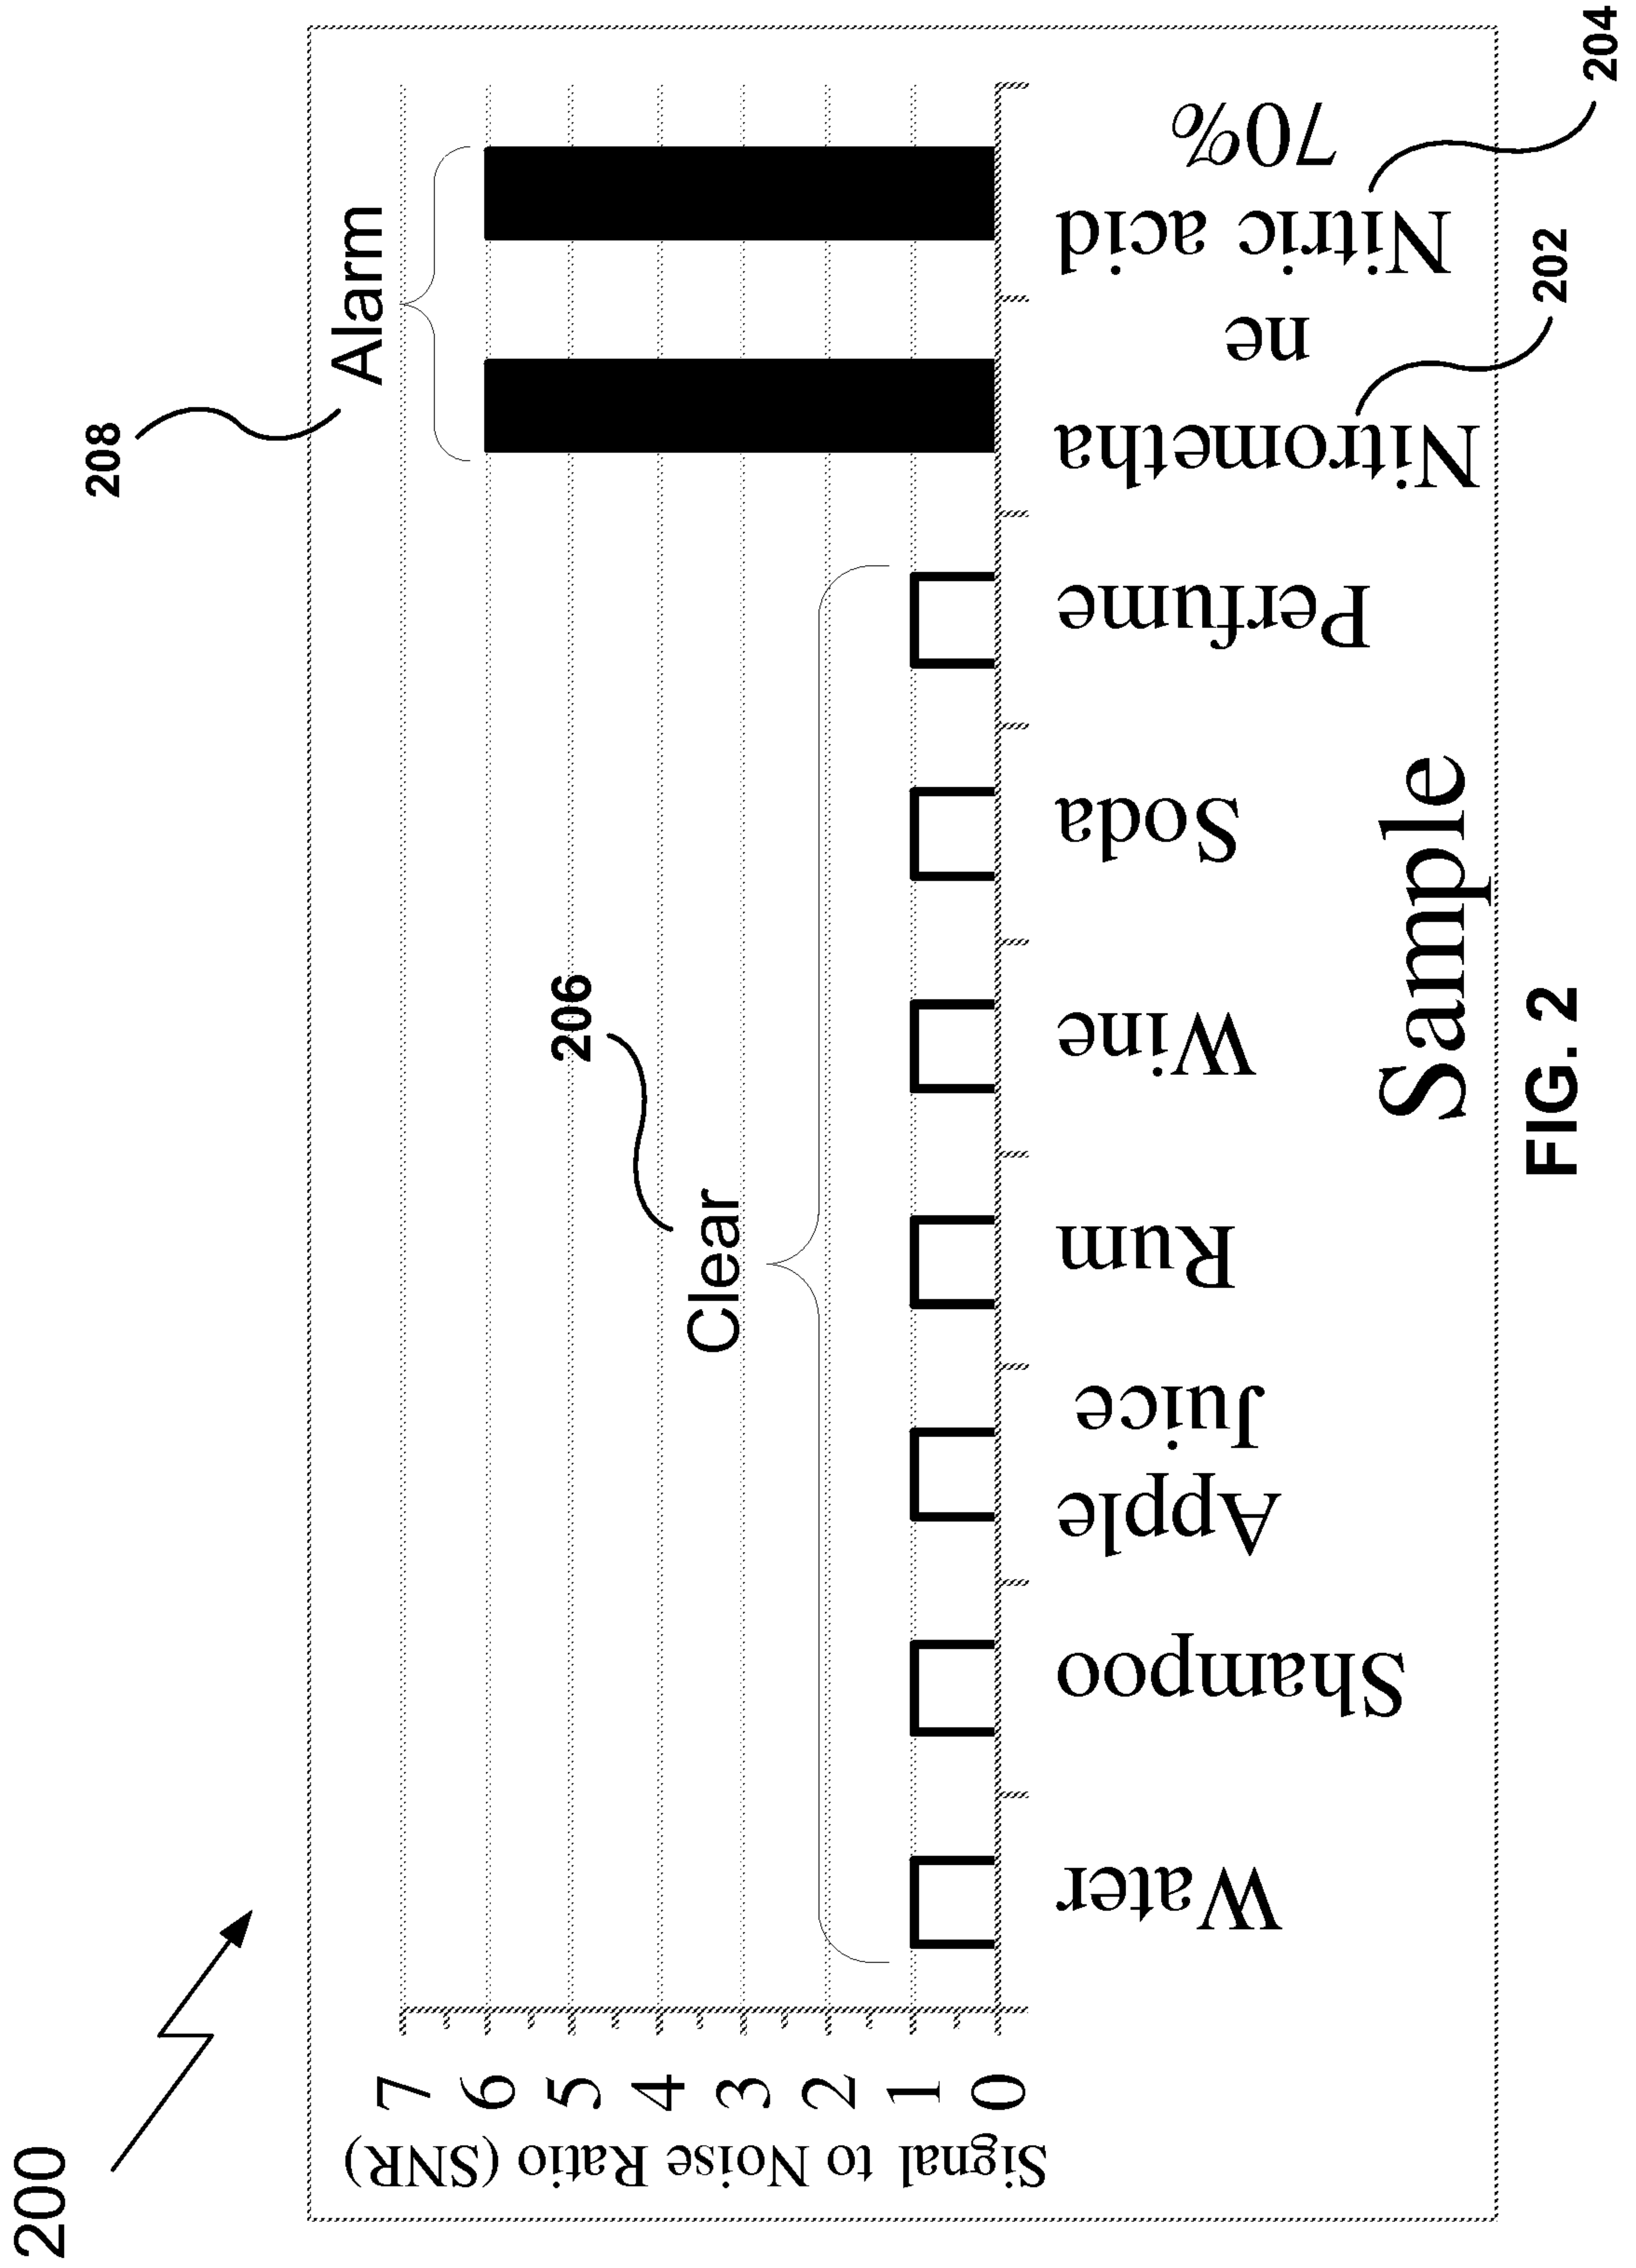 200
208
Alarm
206
Clear
Signal to Noise Ratio (SNR)
7
6
5
4
3
2
1
0
Water
Shampoo
Apple
Juice
Rum
Wine
Soda
Perfume
Nitrometha
ne
Nitric acid
70%
202
204
Sample
FIG. 2